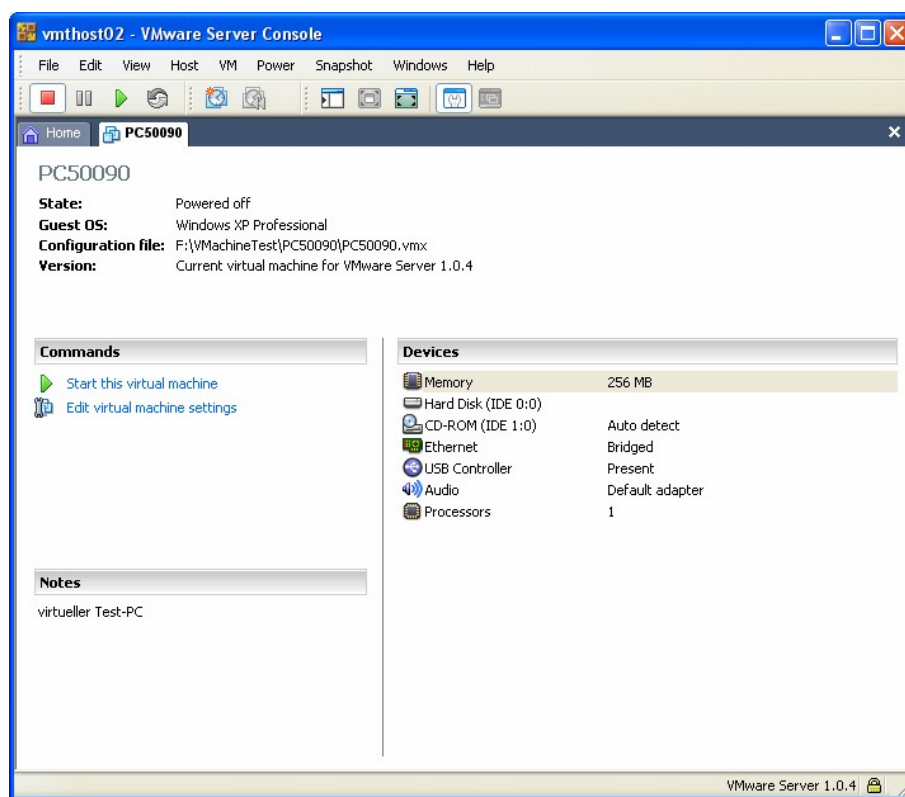 vmthost02 - VMware Server Console
File Edit View Host VM Power Snapshot Windows Help
Home PC50090
PC50090
State: Powered off
Guest OS: Windows XP Professional
Configuration file: F:\VMachineTest\PC50090\PC50090.vmx
Version: Current virtual machine for VMware Server 1.0.4
Commands
Start this virtual machine
Edit virtual machine settings
Devices
Memory 256 MB
Hard Disk (IDE 0:0)
CD-ROM (IDE 1:0) Auto detect
Ethernet Bridged
USB Controller Present
Audio Default adapter
Processors 1
Notes
virtueller Test-PC
VMware Server 1.0.4